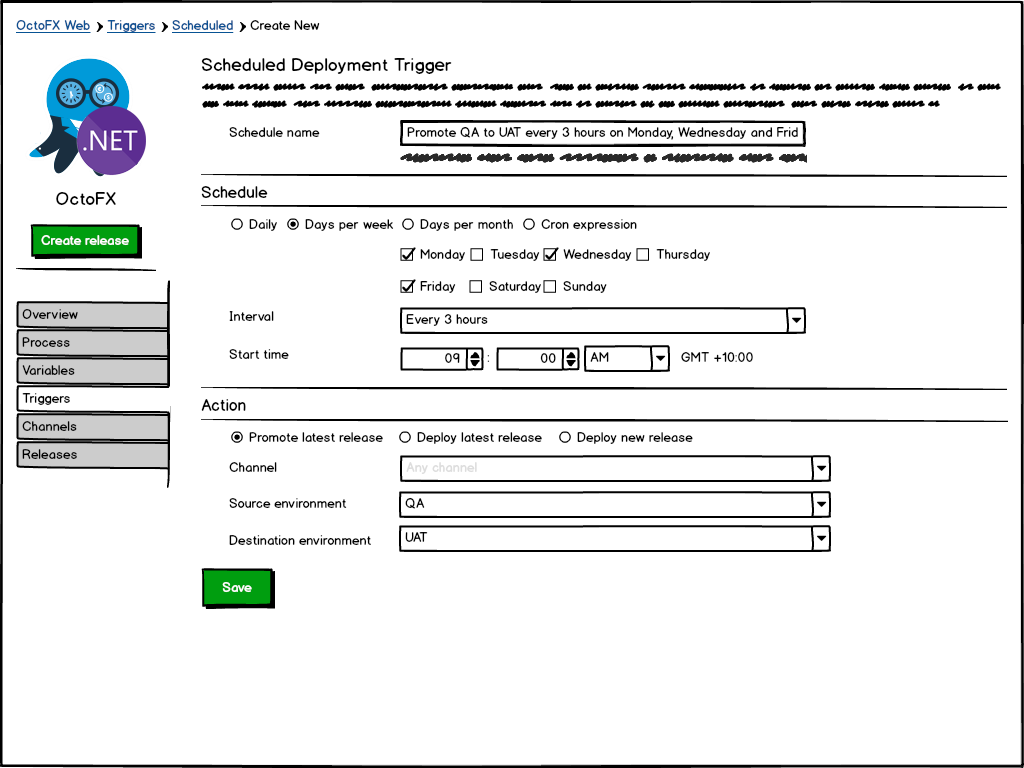 OctoFX Web ❯ Triggers ❯ Scheduled ❯ Create New
.NET
OctoFX
Create release
Overview
Process
Variables
Triggers
Channels
Releases
Scheduled Deployment Trigger
Schedule name Promote QA to UAT every 3 hours on Monday, Wednesday and Frid
Schedule
Daily Days per week Days per month Cron expression
Monday Tuesday Wednesday Thursday
Friday Saturday Sunday
Interval Every 3 hours
Start time 09 : 00 AM GMT +10:00
Action
Promote latest release Deploy latest release Deploy new release
Channel Any channel
Source environment QA
Destination environment UAT
Save